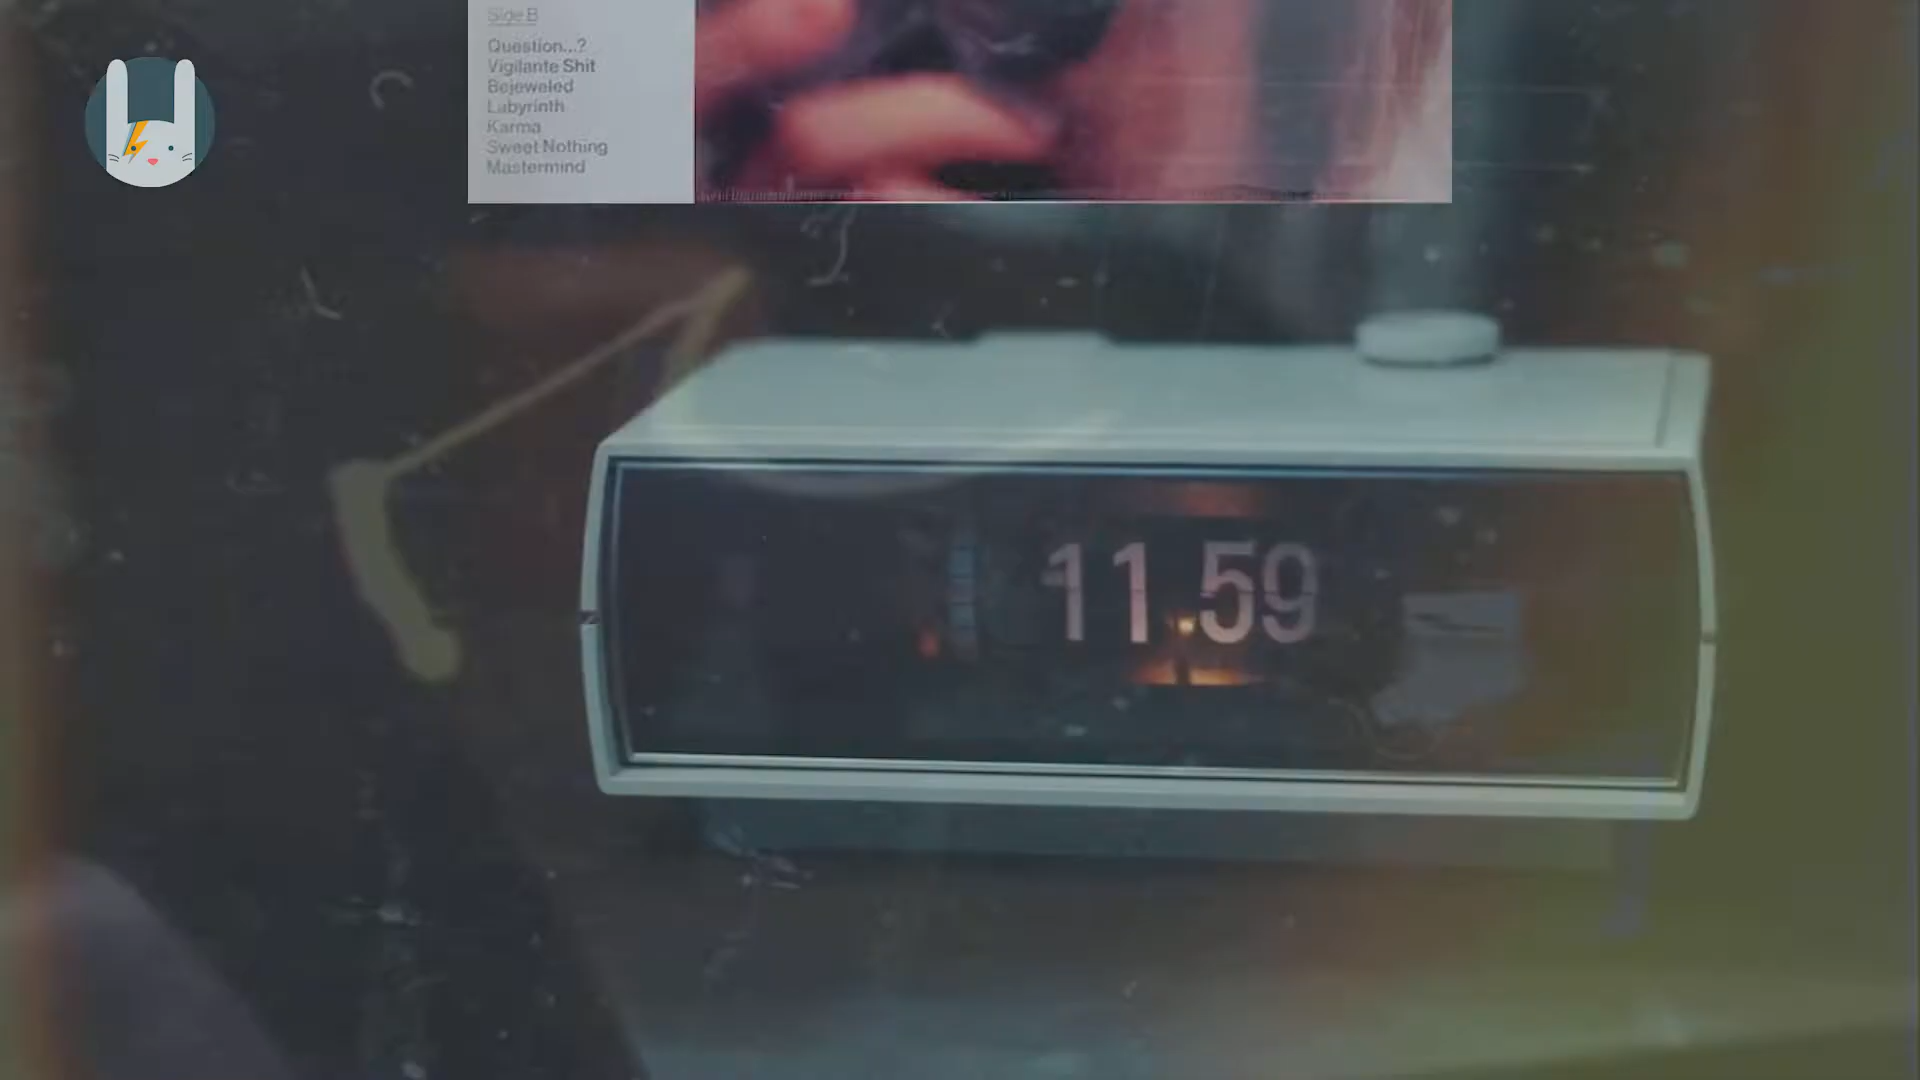 Side B
Question...?
Vigilante Shit
Bejeweled
Labyrinth
Karma
Sweet Nothing
Mastermind
11 59